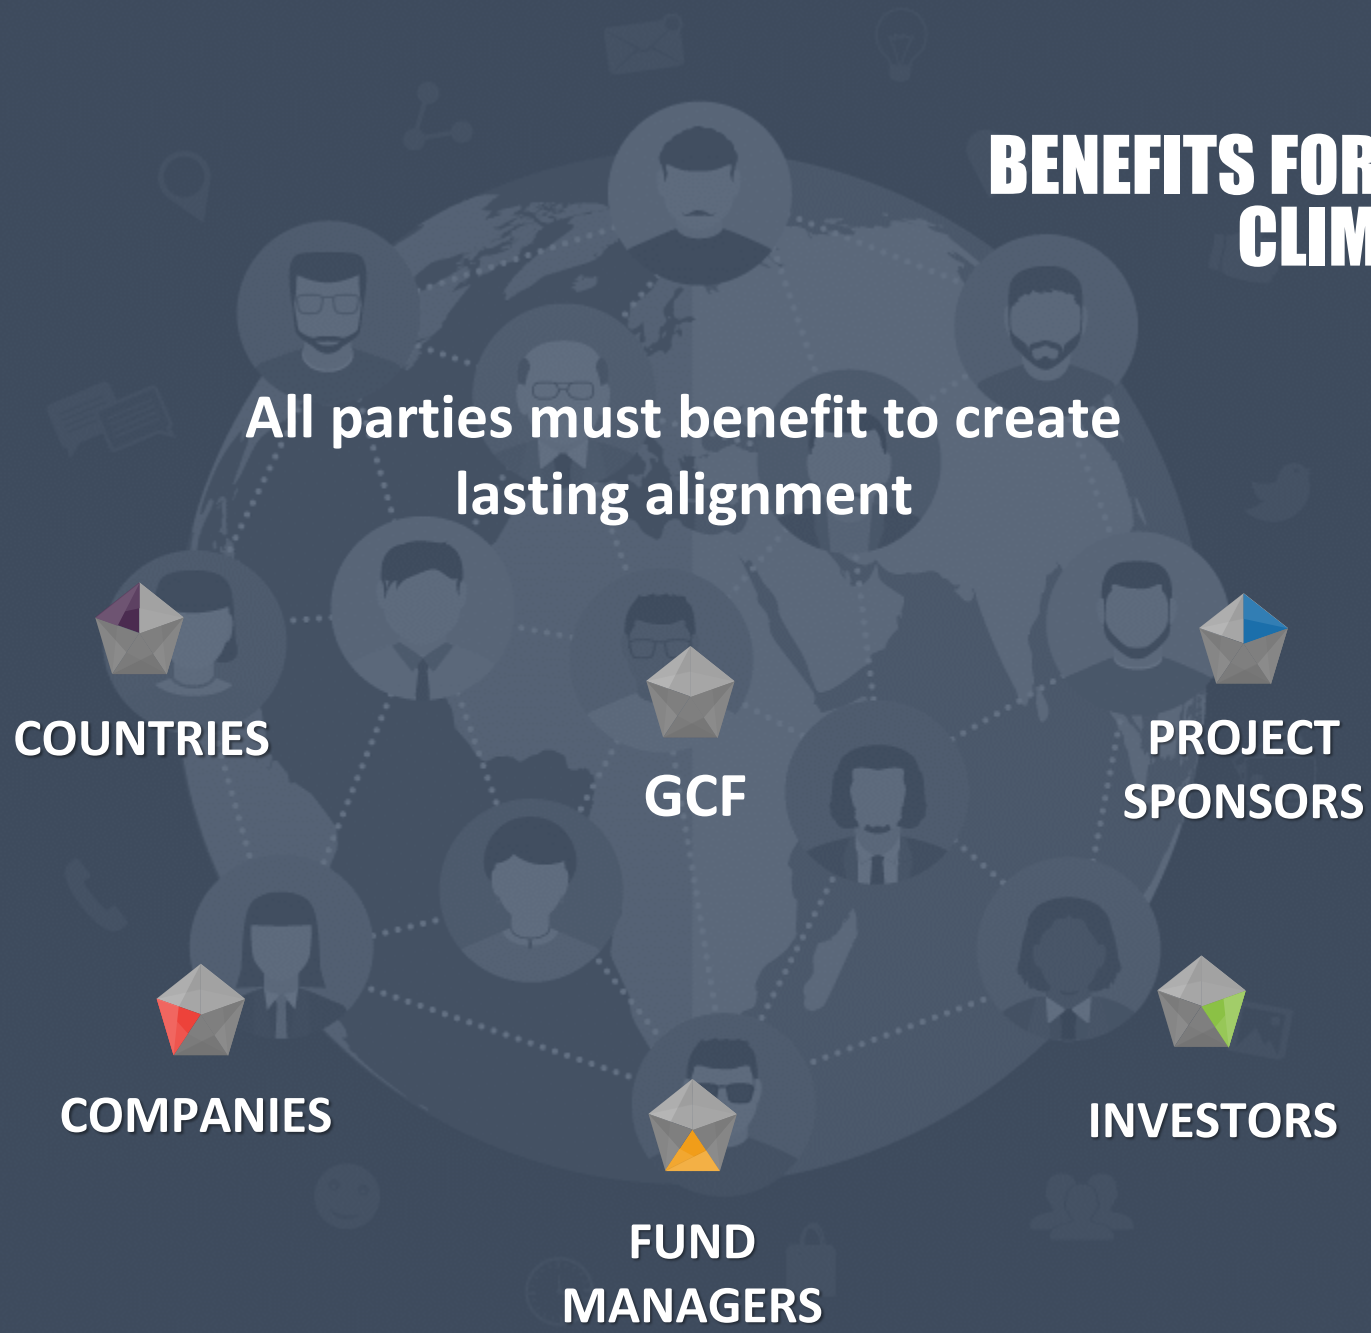 BENEFITS FOR
CLIM
All parties must benefit to create
lasting alignment
COUNTRIES
GCF
PROJECT
SPONSORS
COMPANIES
INVESTORS
FUND
MANAGERS